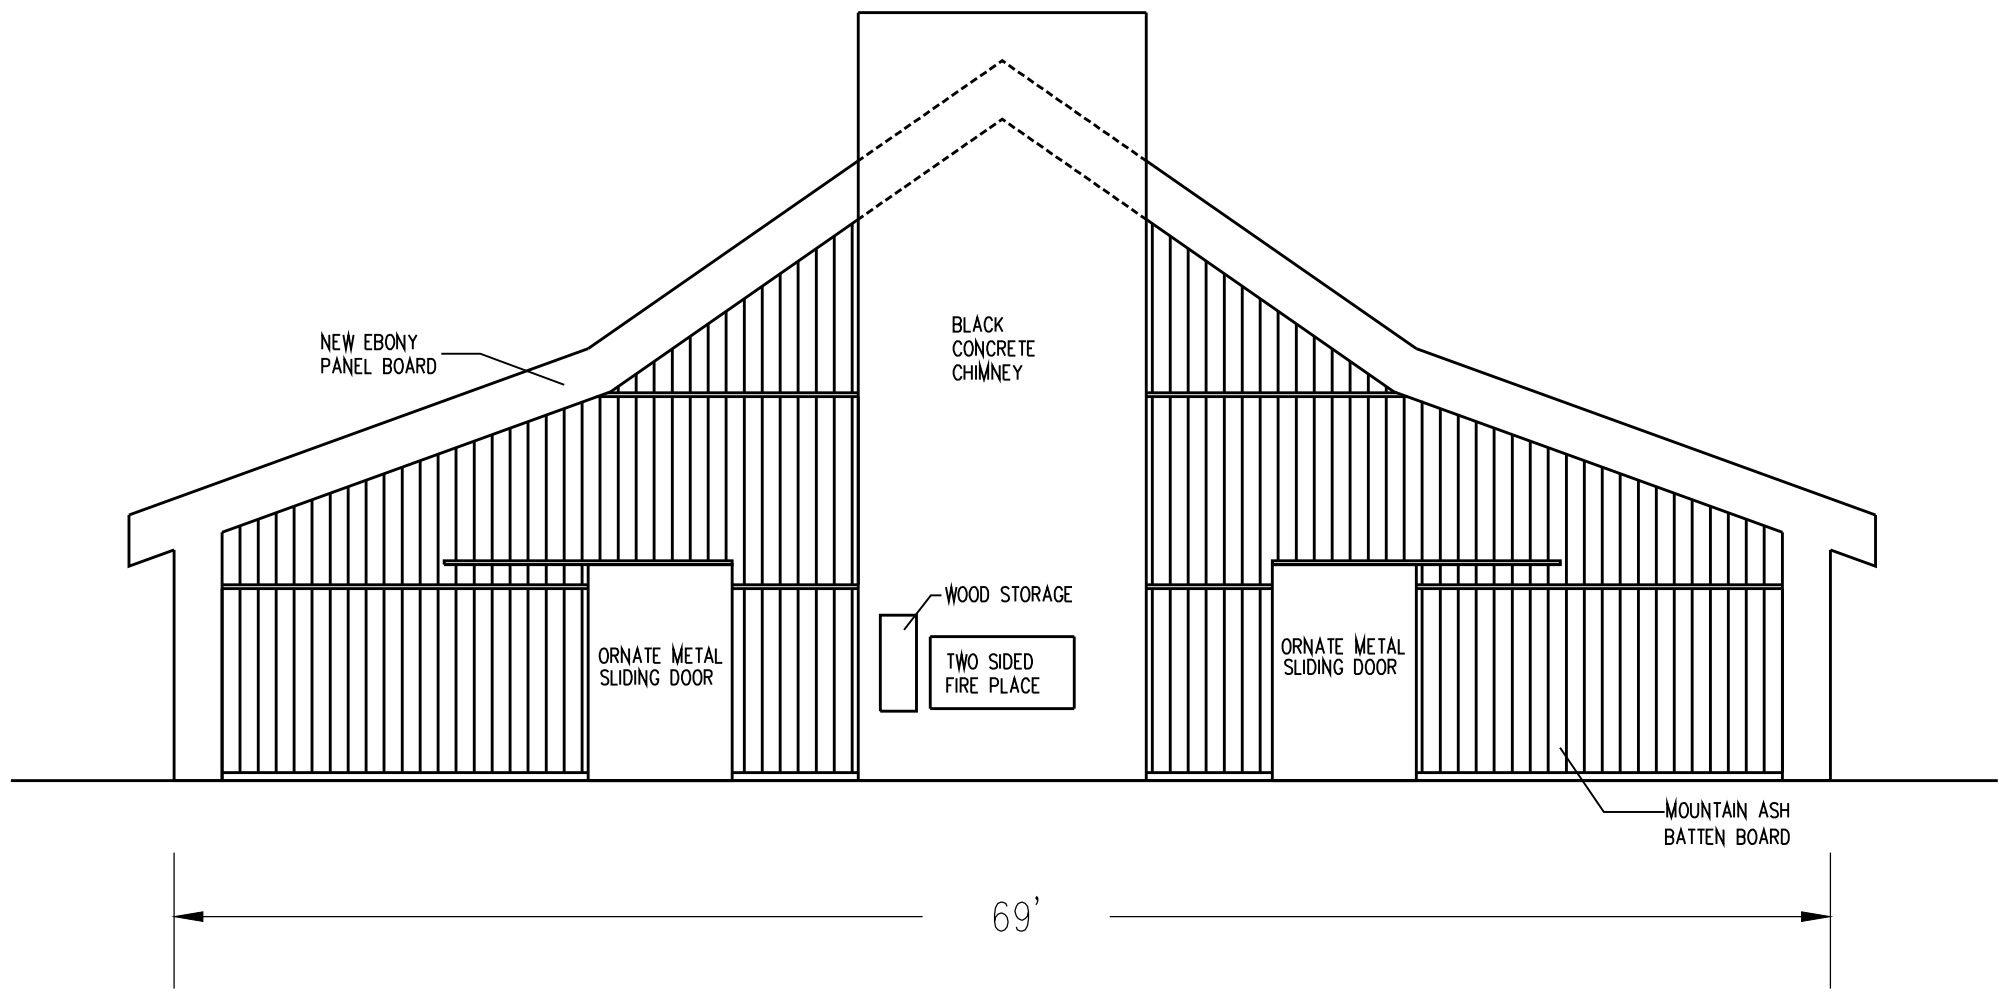 NEW EBONY
PANEL BOARD
BLACK
CONCRETE
CHIMNEY
WOOD STORAGE
ORNATE METAL
SLIDING DOOR
TWO SIDED
FIRE PLACE
ORNATE METAL
SLIDING DOOR
MOUNTAIN ASH
BATTEN BOARD
69'